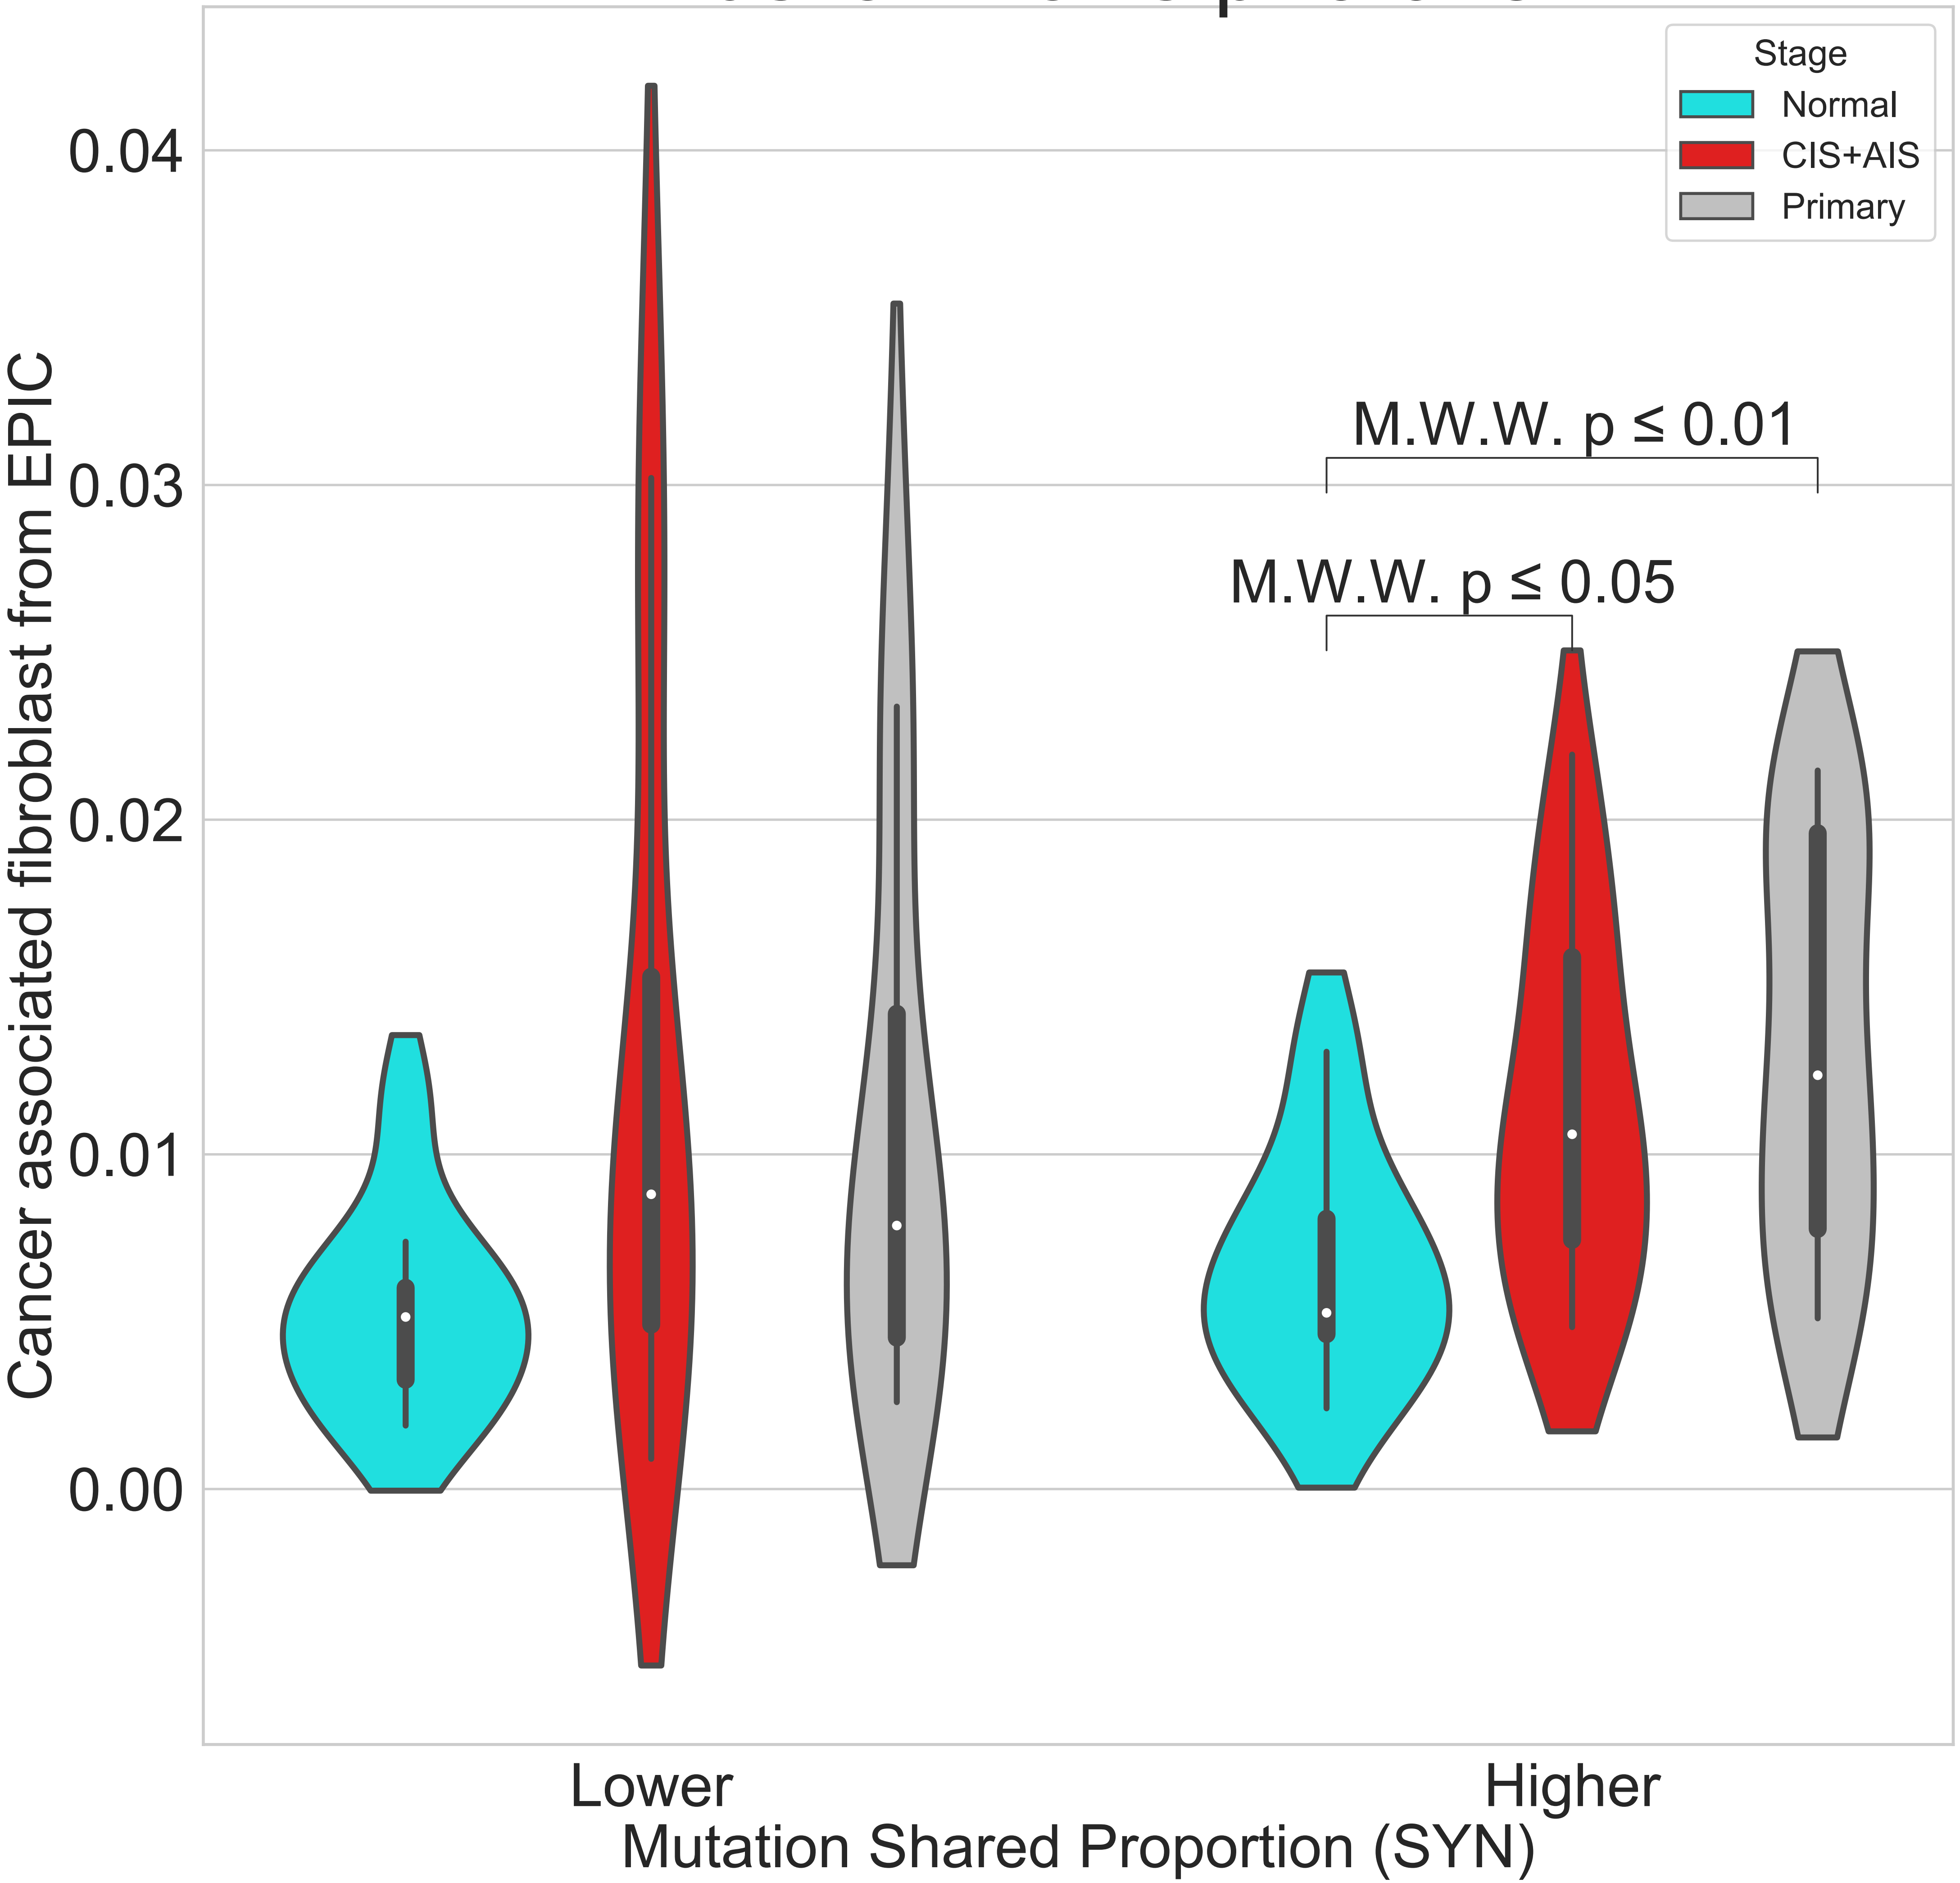 Stage
Normal
CIS+AIS
Primary
Cancer associated fibroblast from EPIC
0.04
0.03
0.02
0.01
0.00
M.W.W. p ≤ 0.01
M.W.W. p ≤ 0.05
Lower
Higher
Mutation Shared Proportion (SYN)